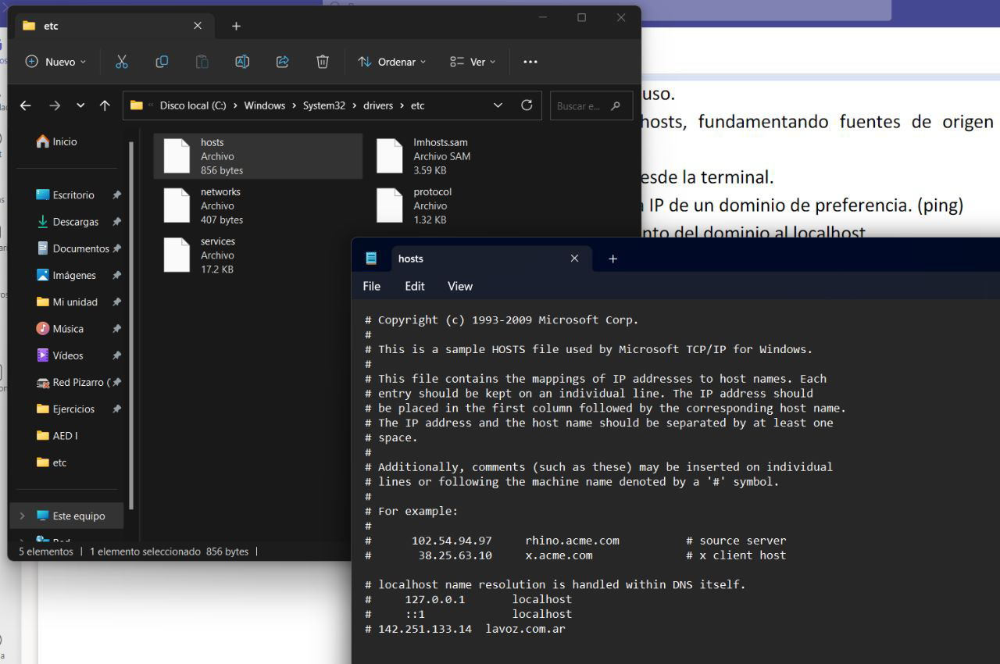 etc
Nuevo
Ordenar
Ver
Disco local (C:) > Windows > System32 > drivers > etc
Buscar e...
Inicio
Escritorio
Descargas
Documentos
Imágenes
Mi unidad
Música
Vídeos
Red Pizarro (
Ejercicios
AED I
etc
Este equipo
Red
hosts
Archivo
856 bytes
lmhosts.sam
Archivo SAM
3.59 KB
networks
Archivo
407 bytes
protocol
Archivo
1.32 KB
services
Archivo
17.2 KB
5 elementos | 1 elemento seleccionado 856 bytes |
uso.
hosts, fundamentando fuentes de origen
esde la terminal.
IP de un dominio de preferencia. (ping)
nto del dominio al localhost
hosts
File Edit View
# Copyright (c) 1993-2009 Microsoft Corp.
#
# This is a sample HOSTS file used by Microsoft TCP/IP for Windows.
#
# This file contains the mappings of IP addresses to host names. Each
# entry should be kept on an individual line. The IP address should
# be placed in the first column followed by the corresponding host name.
# The IP address and the host name should be separated by at least one
# space.
#
# Additionally, comments (such as these) may be inserted on individual
# lines or following the machine name denoted by a '#' symbol.
#
# For example:
#
#      102.54.94.97     rhino.acme.com          # source server
#       38.25.63.10     x.acme.com              # x client host

# localhost name resolution is handled within DNS itself.
#     127.0.0.1       localhost
#     ::1             localhost
# 142.251.133.14  lavoz.com.ar